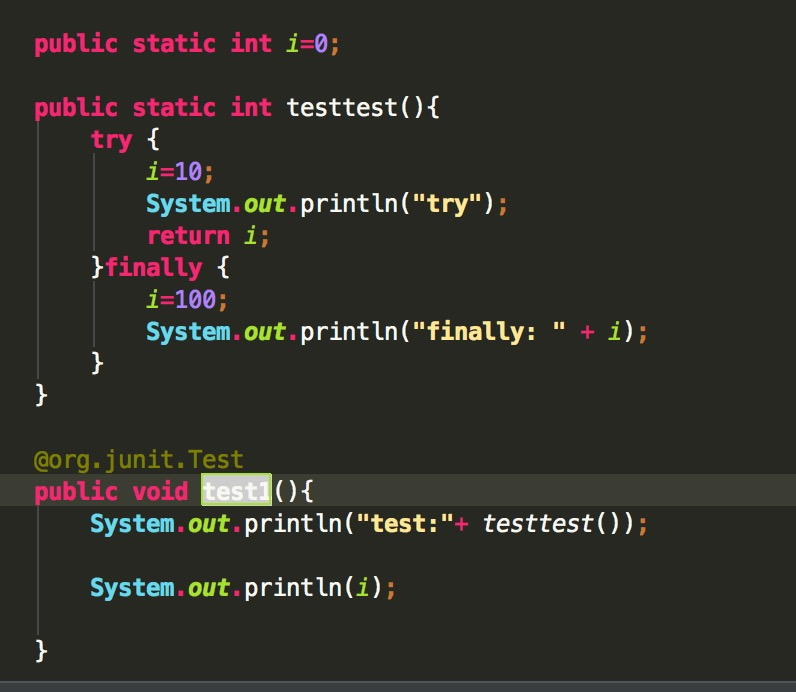 public static int i=0;
public static int testtest(){
try {
i=10;
System.out.println("try");
return i;
}finally {
i=100;
System.out.println("finally: " + i);
}
}
@org.junit.Test
public void test1(){
System.out.println("test:"+ testtest());
System.out.println(i);
}